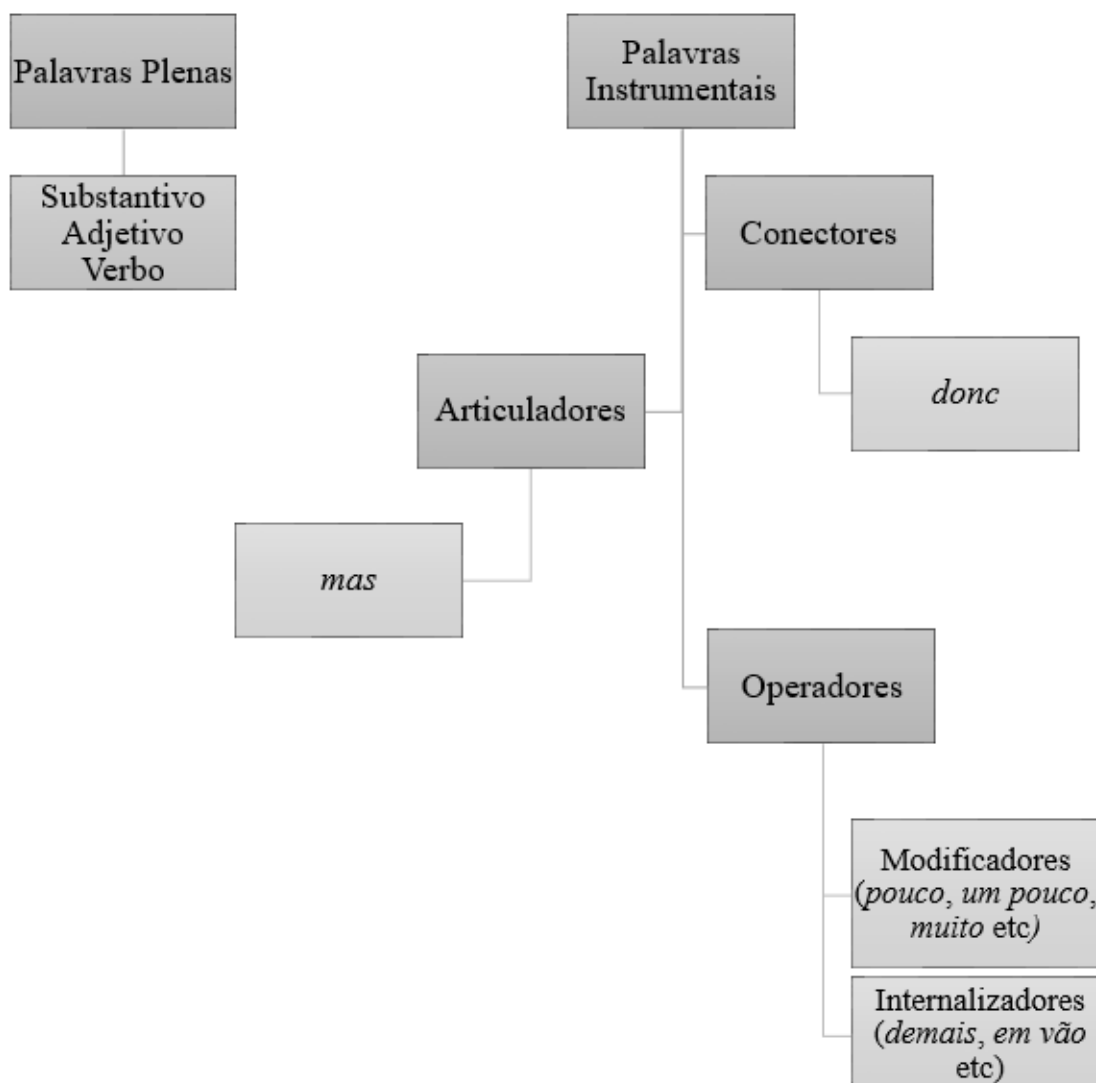 Palavras Plenas
Substantivo
Adjetivo
Verbo
Palavras
Instrumentais
Conectores
donc
Articuladores
mas
Operadores
Modificadores
(pouco, um pouco,
muito etc)
Internalizadores
(demais, em vão
etc)